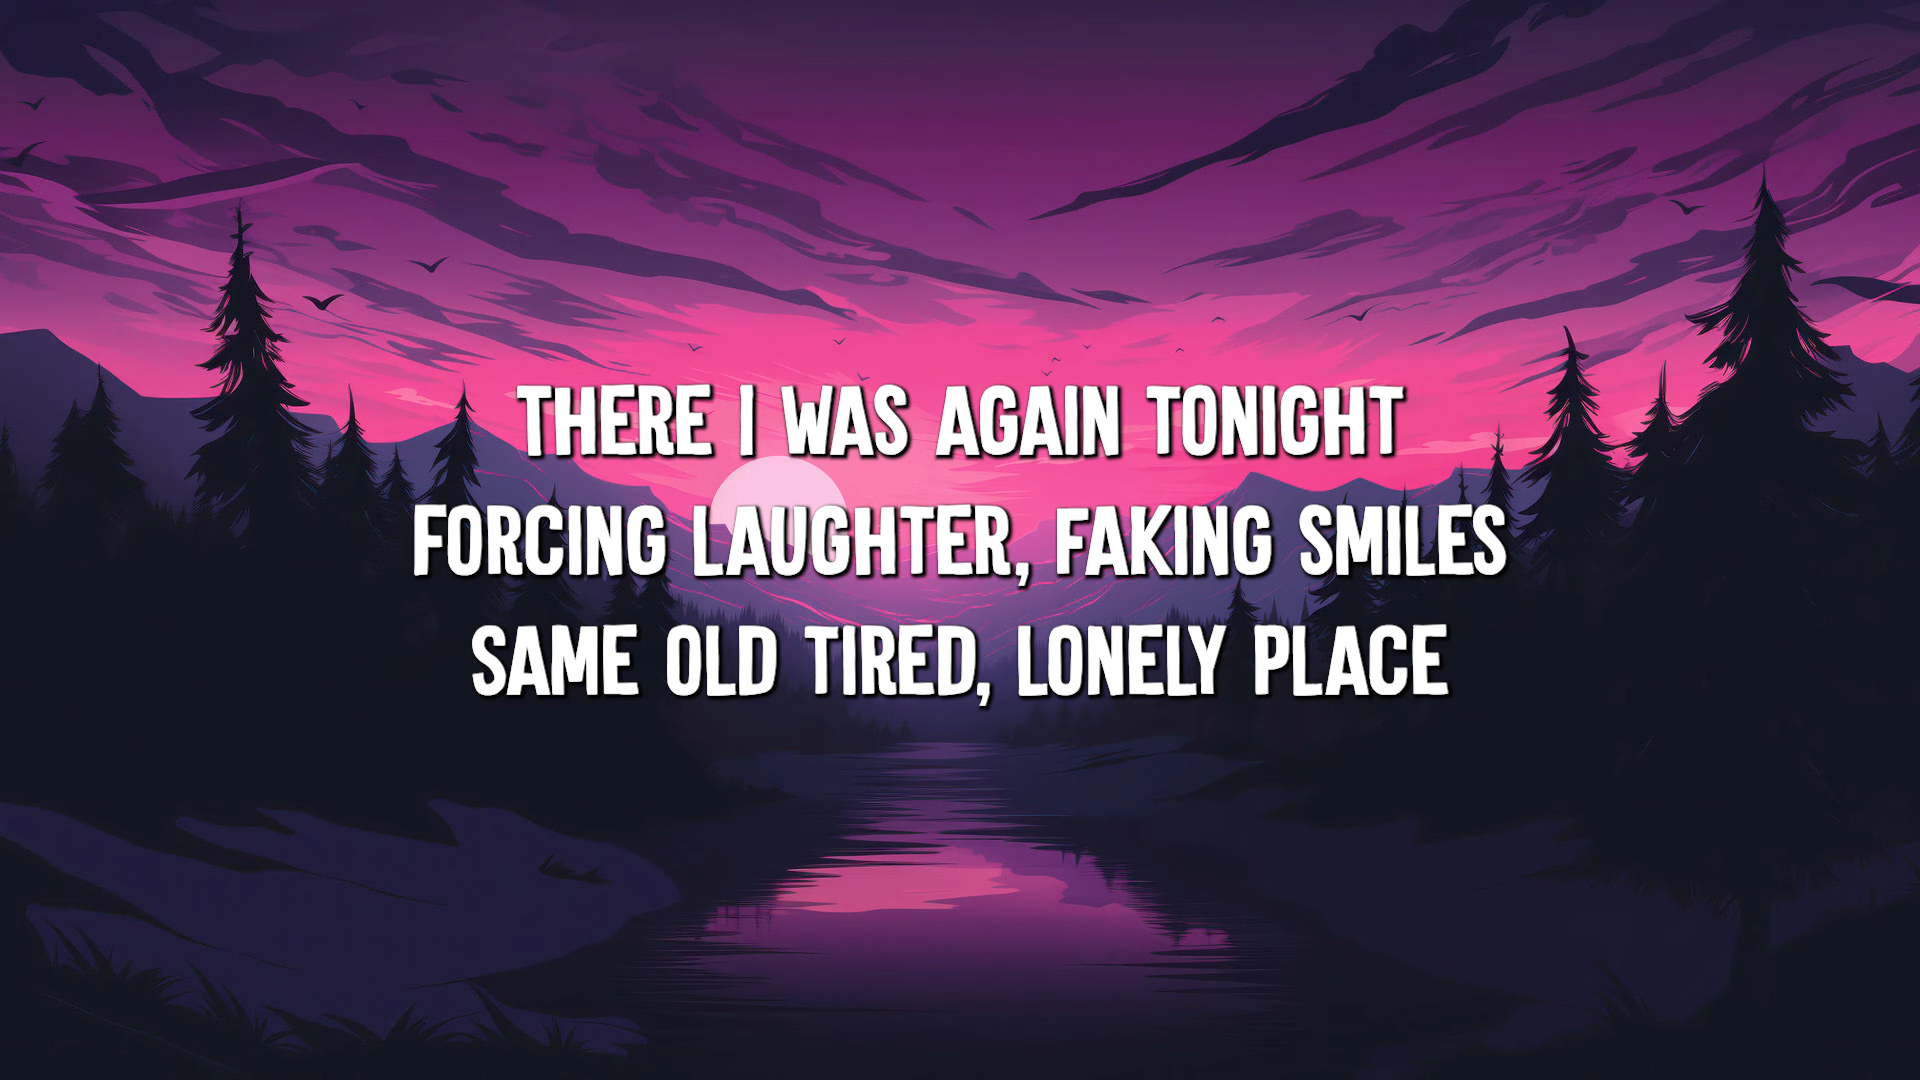 THERE I WAS AGAIN TONIGHT
FORCING LAUGHTER, FAKING SMILES
SAME OLD TIRED, LONELY PLACE